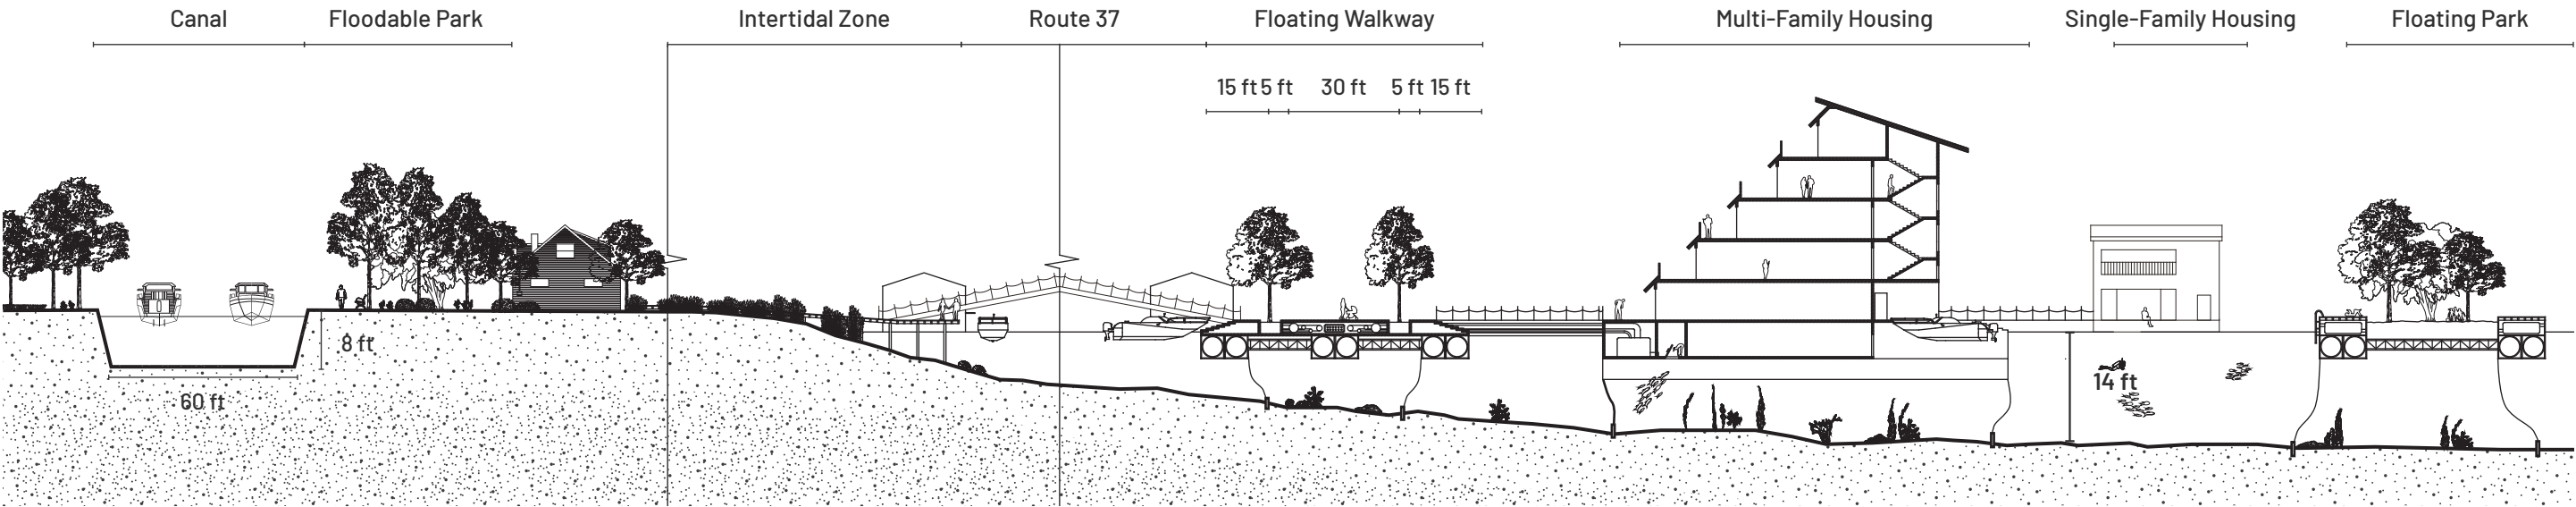 Canal Floodable Park Intertidal Zone Route 37 Floating Walkway Multi-Family Housing Single-Family Housing Floating Park
15 ft 5 ft 30 ft 5 ft 15 ft
8 ft
14 ft
60 ft